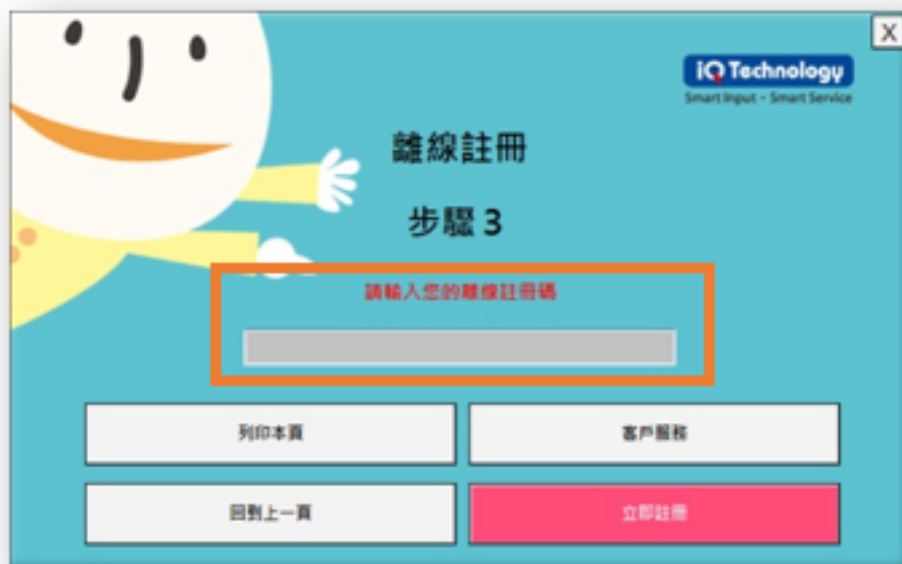 X
iQ Technology
Smart Input - Smart Service
離線註冊
步驟 3
請輸入您的離線註冊碼
列印本頁
客戶服務
回到上一頁
立即註冊